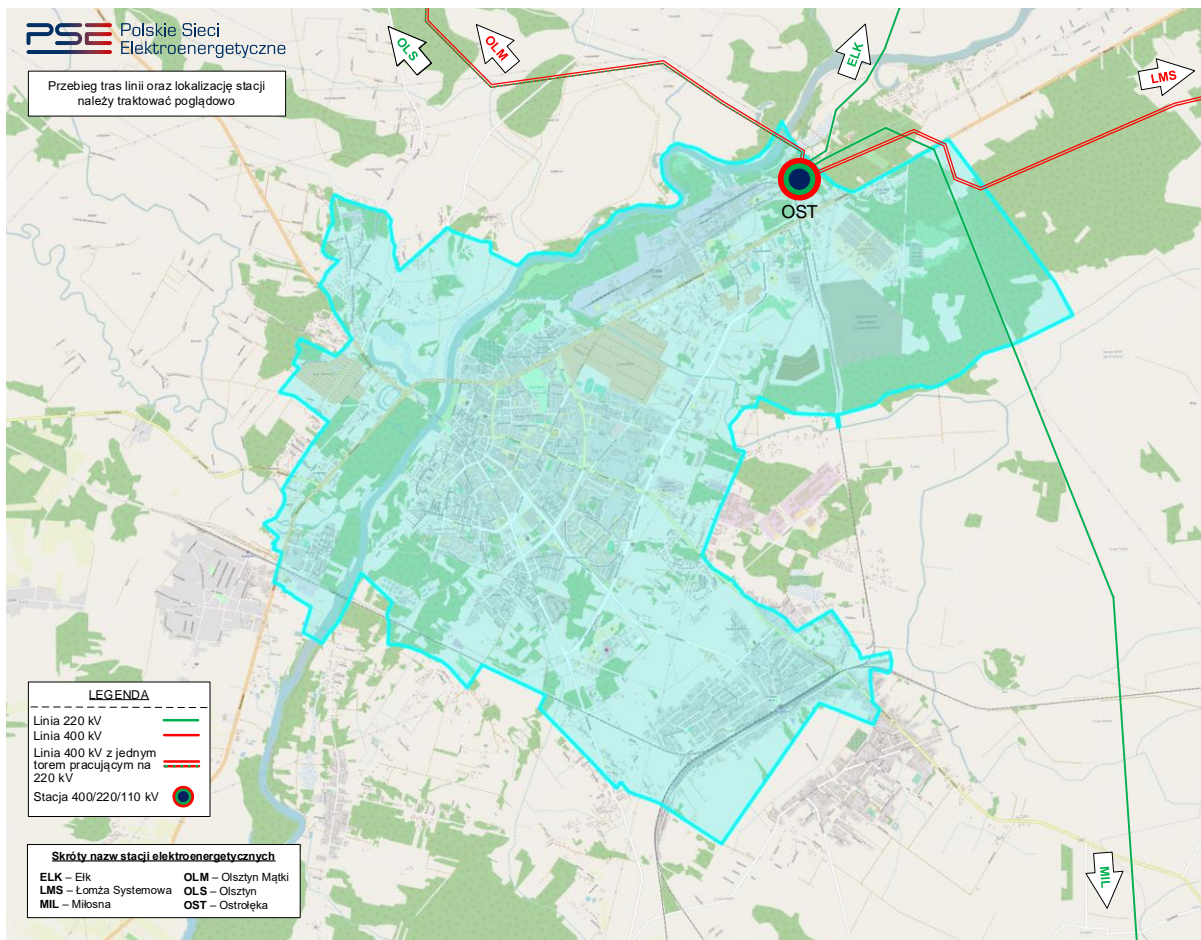 PSE Polskie Sieci
Elektroenergetyczne
Przebieg tras linii oraz lokalizację stacji
należy traktować poglądowo
OLS
OLM
ELK
LMS
OST
MIL
LEGENDA
Linia 220 kV
Linia 400 kV
Linia 400 kV z jednym
torem pracującym na
220 kV
Stacja 400/220/110 kV
Skróty nazw stacji elektroenergetycznych
ELK – Ełk
LMS – Łomża Systemowa
MIL – Miłosna
OLM – Olsztyn Mątki
OLS – Olsztyn
OST – Ostrołęka